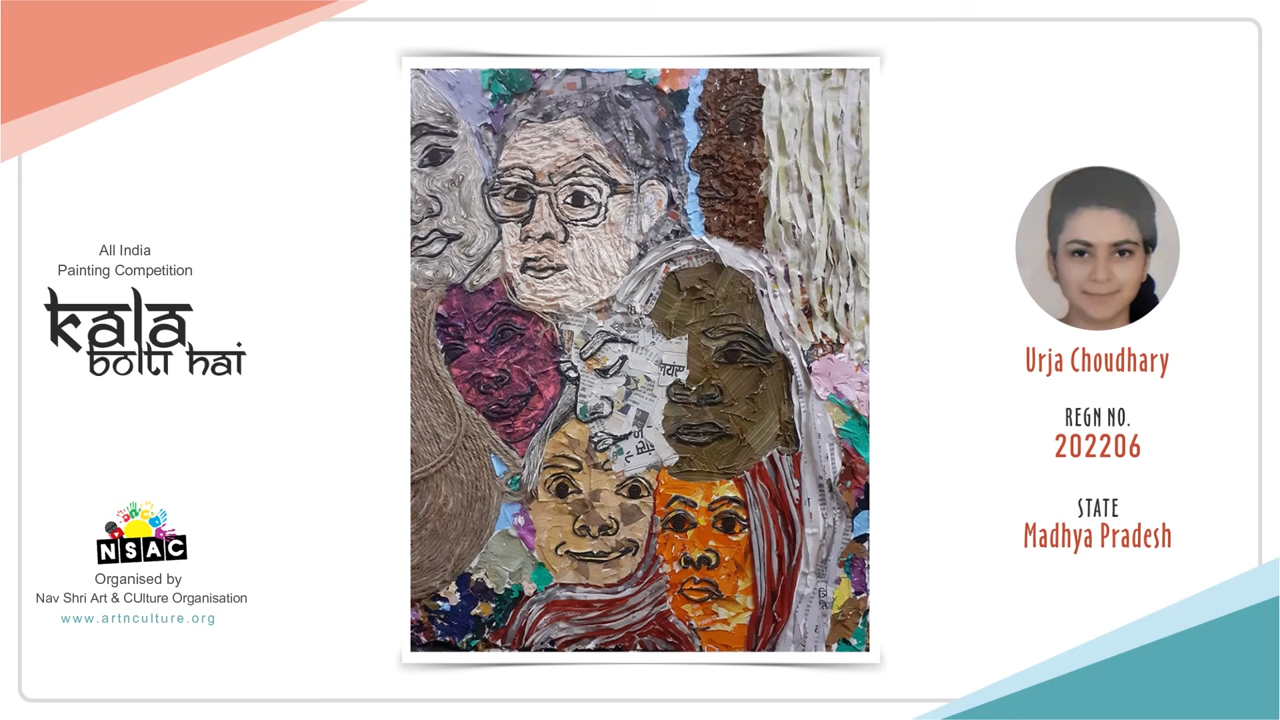 All India
Painting Competition
kala
bolti hai
NSAC
Organised by
Nav Shri Art & CUlture Organisation
www.artnculture.org
Urja Choudhary
REGN NO.
202206
STATE
Madhya Pradesh